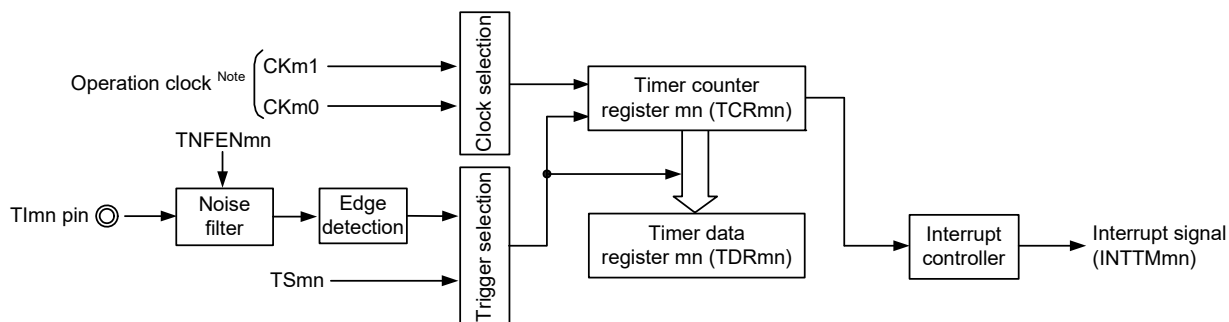 Operation clock Note
CKm1
CKm0
Clock selection
Timer counter
register mn (TCRmn)
TNFENmn
TImn pin
Noise
filter
Edge
detection
TSmn
Trigger selection
Timer data
register mn (TDRmn)
Interrupt
controller
Interrupt signal
(INTTMmn)